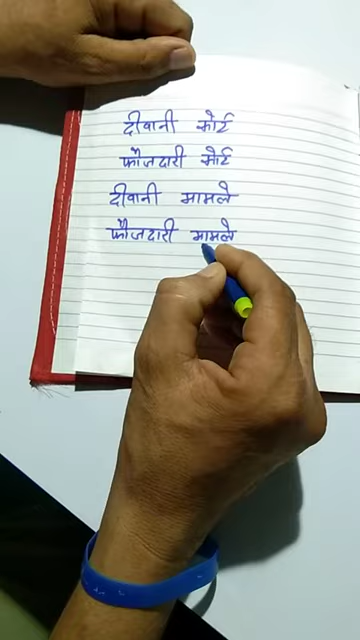 दीवानी कोर्ट
फौजदारी कोर्ट
दीवानी मामले
फौजदारी मामले